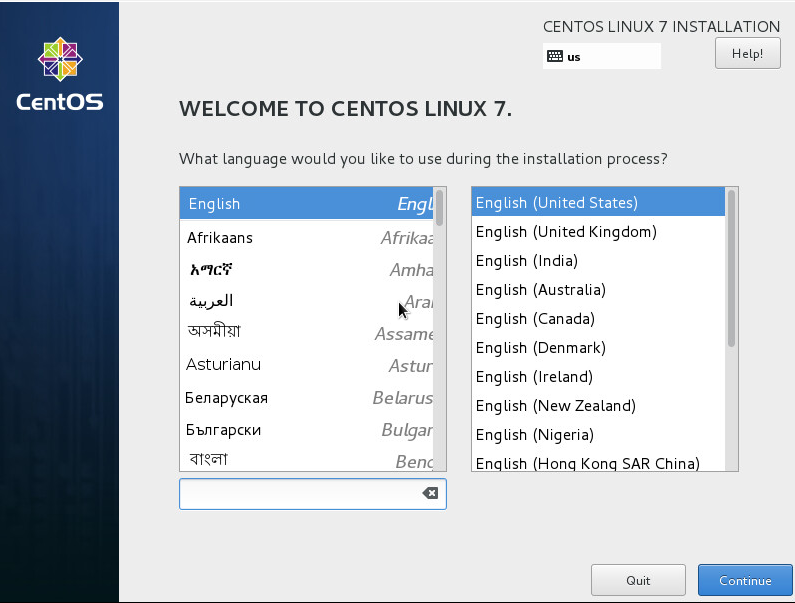 CentOS
CENTOS LINUX 7 INSTALLATION
us
Help!
WELCOME TO CENTOS LINUX 7.
What language would you like to use during the installation process?
English Engl
Afrikaans Afrikaa
አማርኛ Amha
العربية Arab
অসমীয়া Assame
Asturianu Astur
Беларуская Belarus
Български Bulgar
বাংলা Beng
English (United States)
English (United Kingdom)
English (India)
English (Australia)
English (Canada)
English (Denmark)
English (Ireland)
English (New Zealand)
English (Nigeria)
English (Hong Kong SAR China)
Quit
Continue